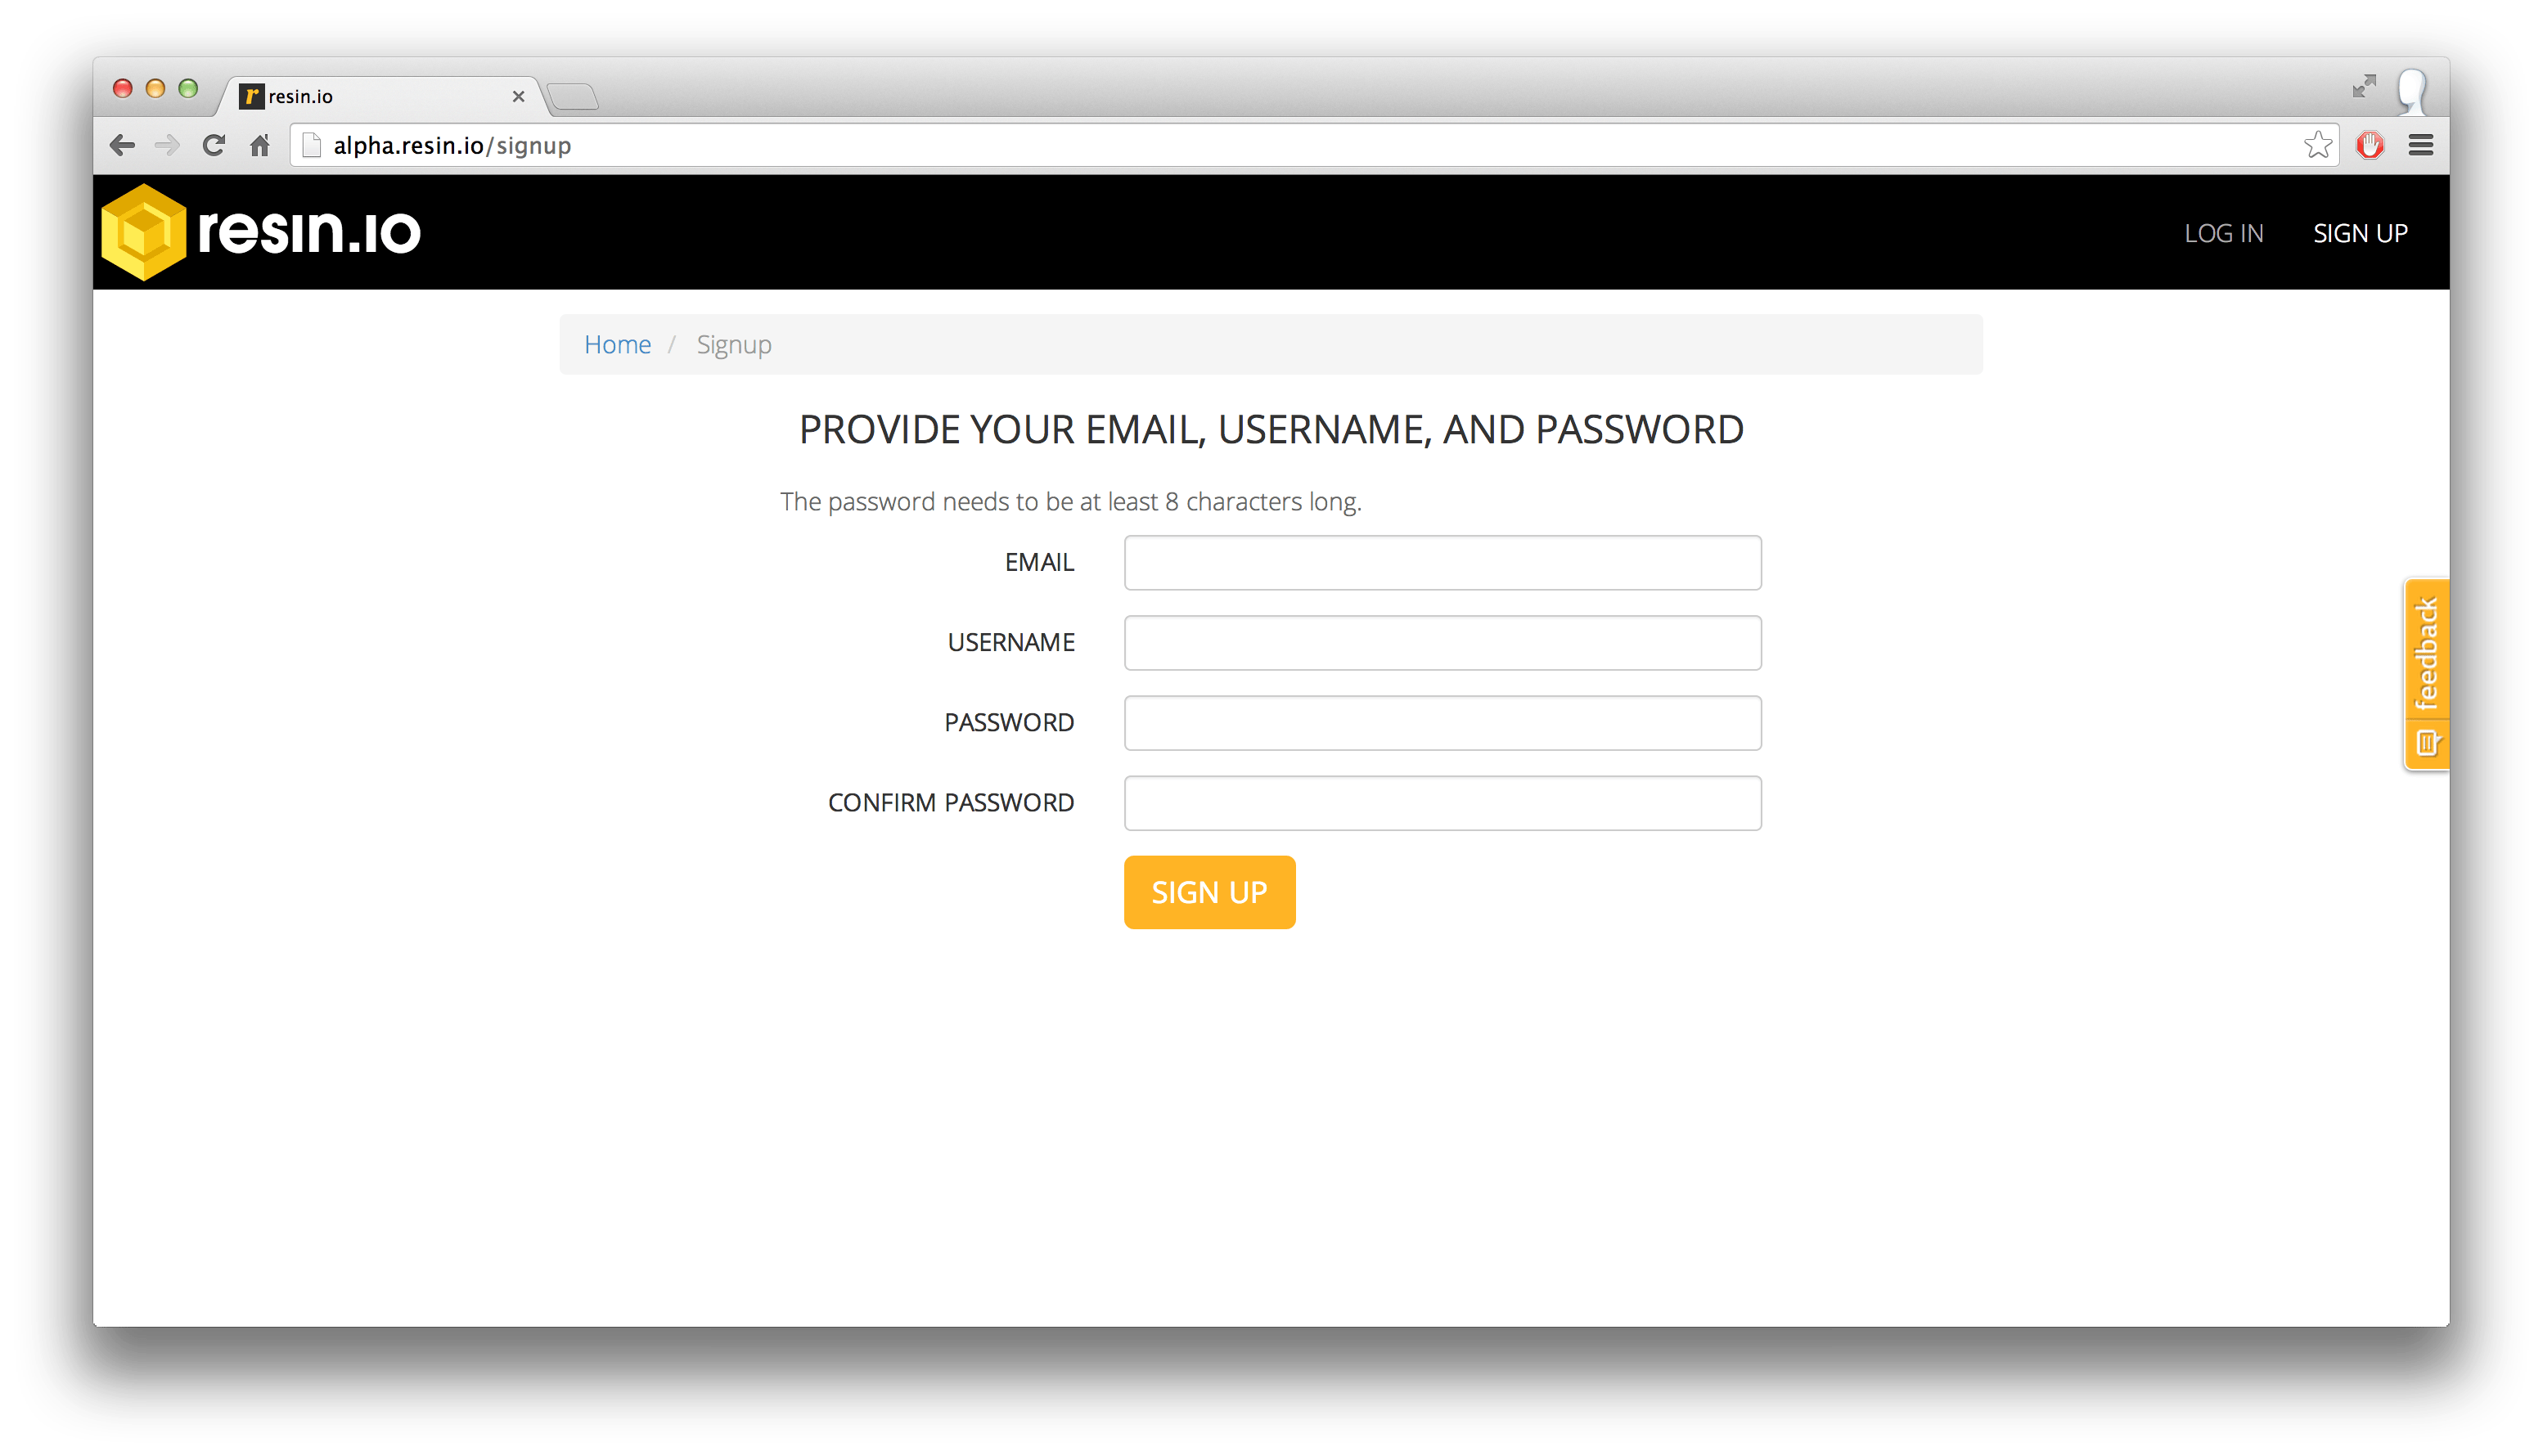 resin.io
alpha.resin.io/signup
resin.io
LOG IN
SIGN UP
Home / Signup
PROVIDE YOUR EMAIL, USERNAME, AND PASSWORD
The password needs to be at least 8 characters long.
EMAIL
USERNAME
PASSWORD
CONFIRM PASSWORD
SIGN UP
feedback